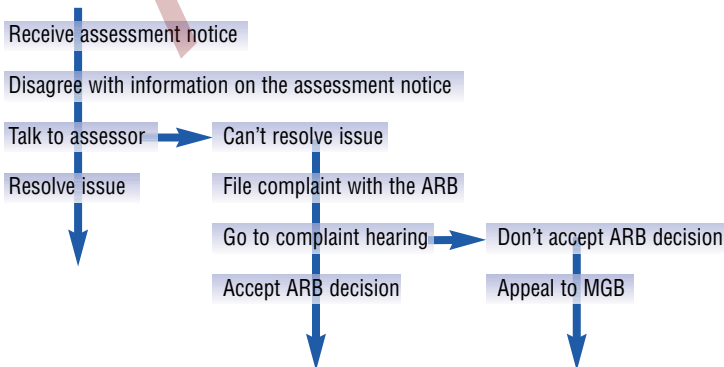 Receive assessment notice
Disagree with information on the assessment notice
Talk to assessor
Resolve issue
Can't resolve issue
File complaint with the ARB
Go to complaint hearing
Accept ARB decision
Don't accept ARB decision
Appeal to MGB